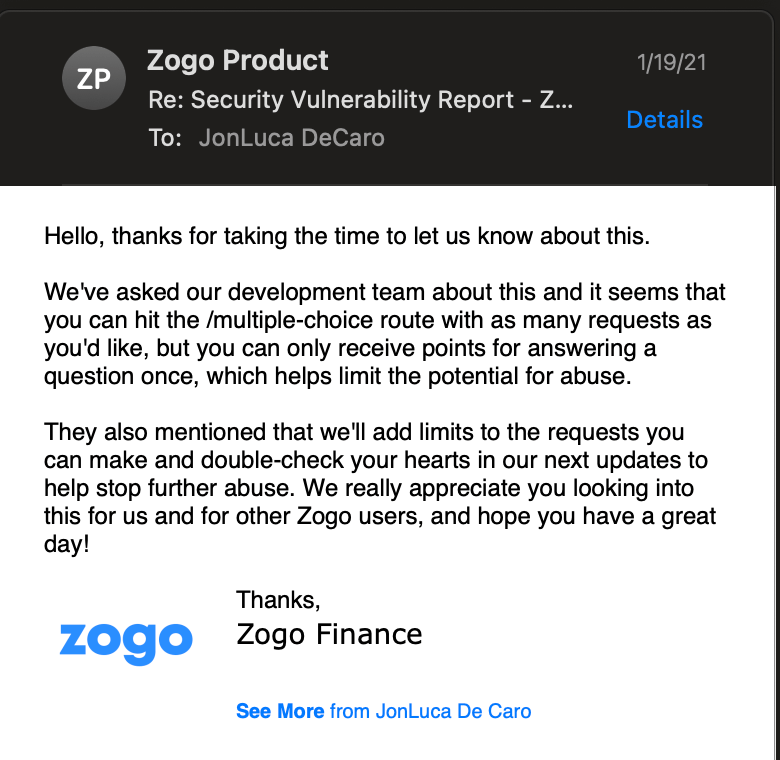 ZP
Zogo Product
1/19/21
Re: Security Vulnerability Report - Z...
Details
To: JonLuca DeCaro
Hello, thanks for taking the time to let us know about this.
We've asked our development team about this and it seems that
you can hit the /multiple-choice route with as many requests as
you'd like, but you can only receive points for answering a
question once, which helps limit the potential for abuse.
They also mentioned that we'll add limits to the requests you
can make and double-check your hearts in our next updates to
help stop further abuse. We really appreciate you looking into
this for us and for other Zogo users, and hope you have a great
day!
Thanks,
zogo
Zogo Finance
See More from JonLuca De Caro